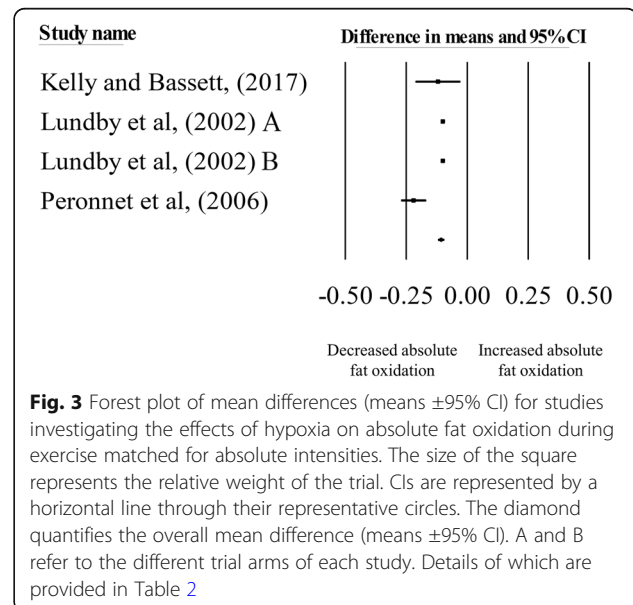 Study name Difference in means and 95%CI
Kelly and Bassett, (2017)
Lundby et al, (2002) A
Lundby et al, (2002) B
Peronnet et al, (2006)
-0.50 -0.25 0.00 0.25 0.50
Decreased absolute Increased absolute
fat oxidation fat oxidation
Fig. 3 Forest plot of mean differences (means ±95% CI) for studies
investigating the effects of hypoxia on absolute fat oxidation during
exercise matched for absolute intensities. The size of the square
represents the relative weight of the trial. CIs are represented by a
horizontal line through their representative circles. The diamond
quantifies the overall mean difference (means ±95% CI). A and B
refer to the different trial arms of each study. Details of which are
provided in Table 2